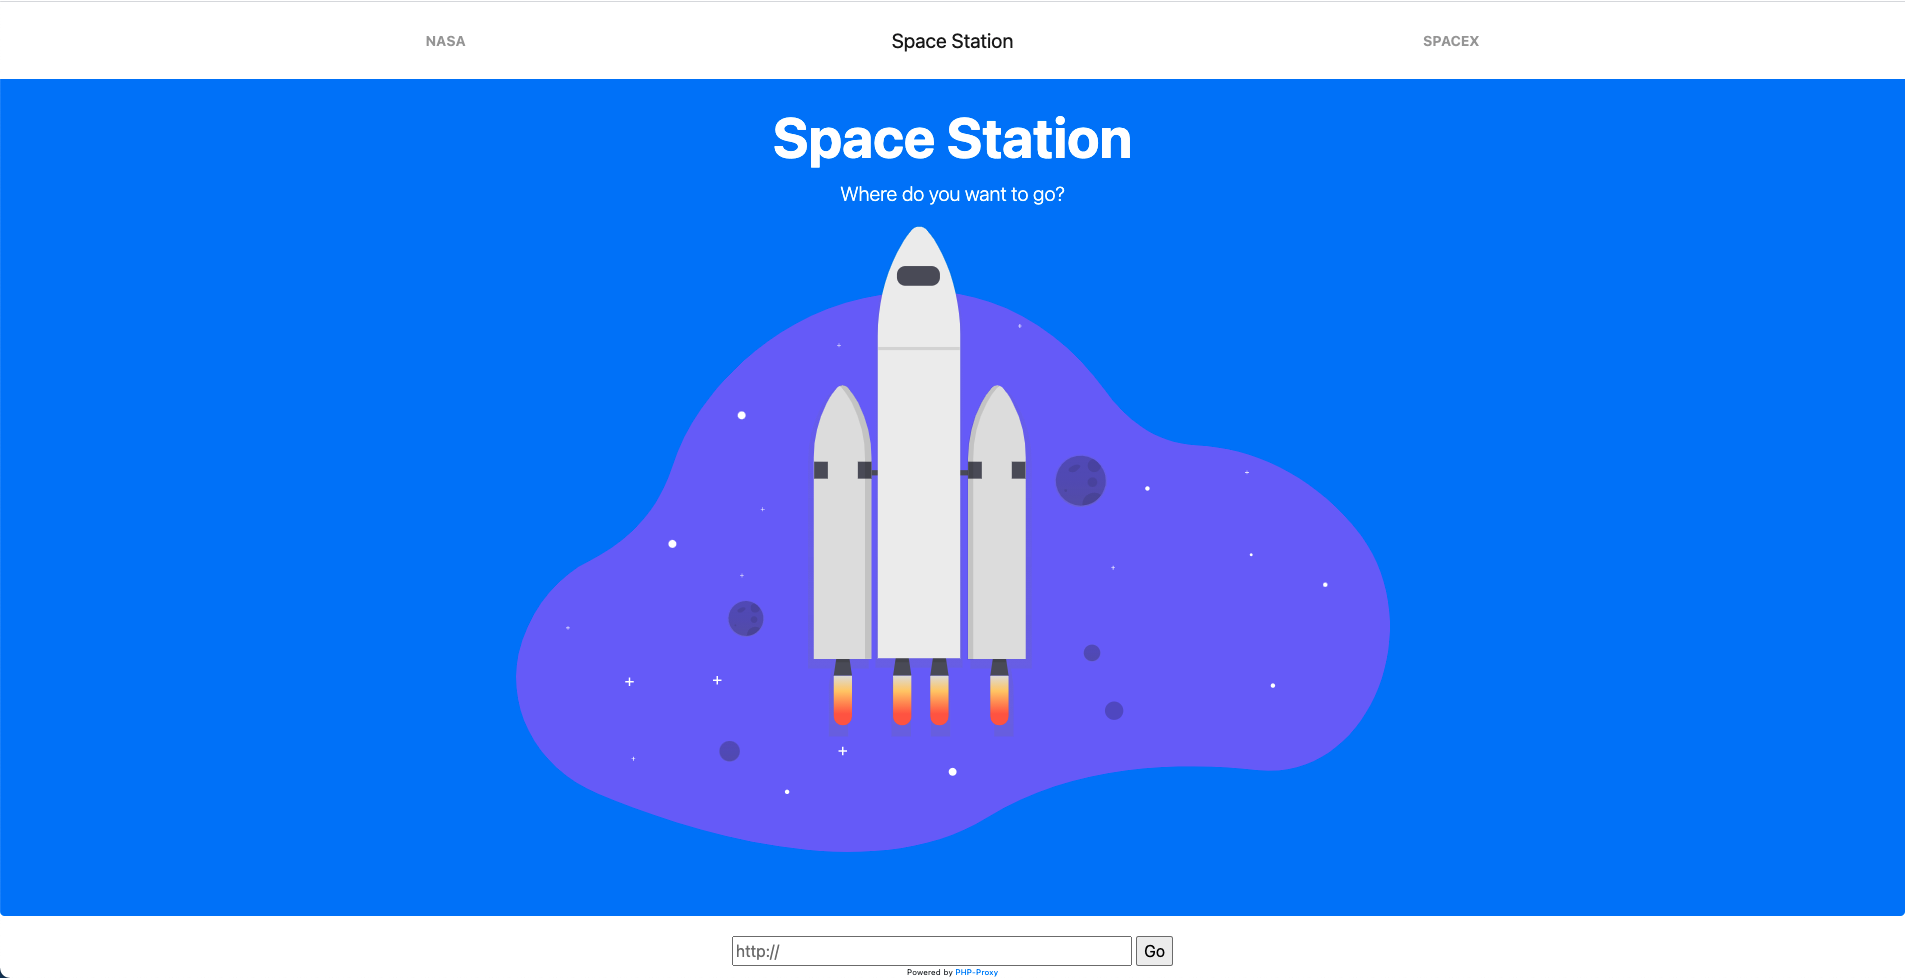 NASA
Space Station
SPACEX
Space Station
Where do you want to go?
http://
Go
Powered by PHP-Proxy